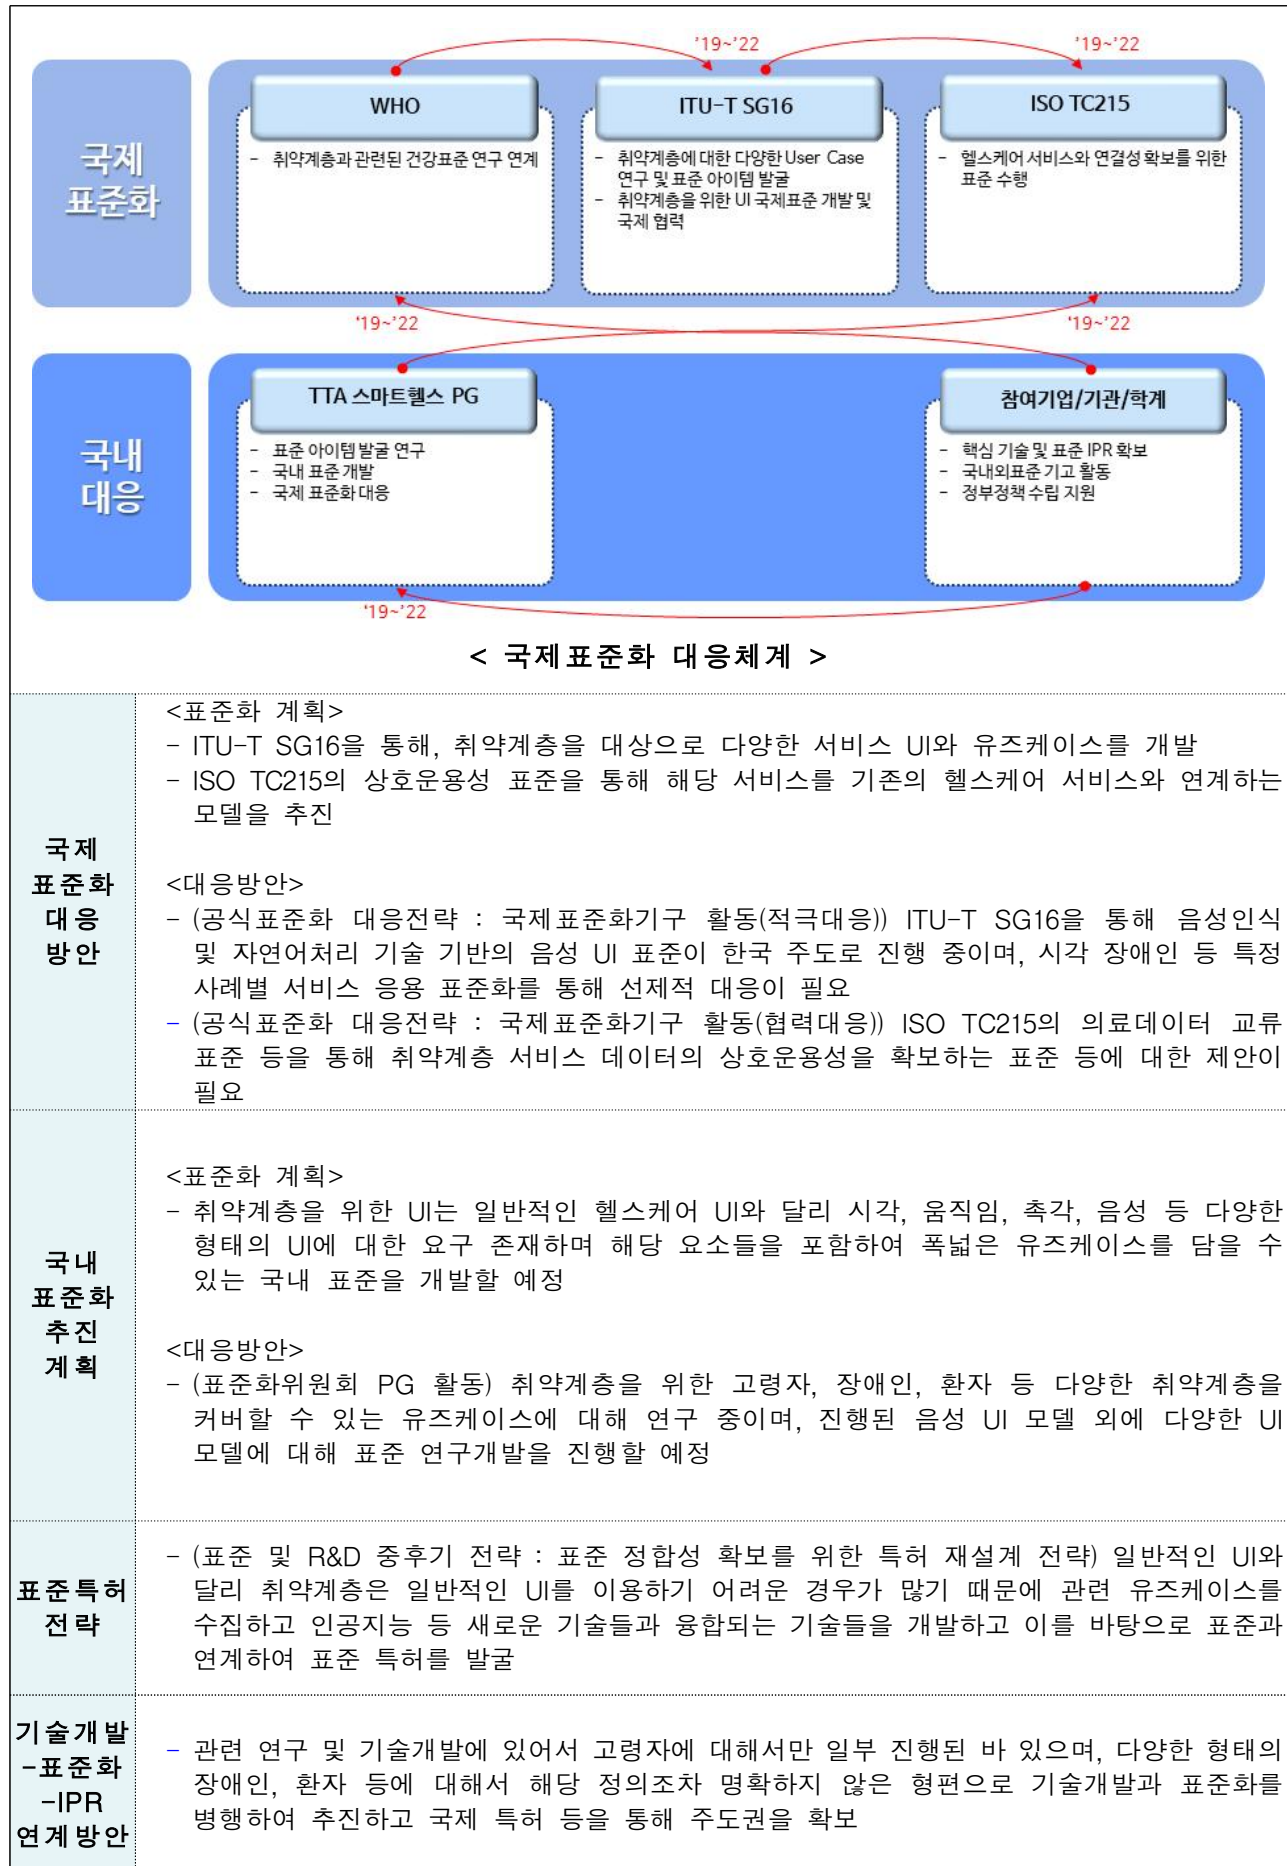 '19~'22
'19~'22
국제
표준화
WHO
- 취약계층과 관련된 건강표준 연구 연계
ITU-T SG16
- 취약계층에 대한 다양한 User Case
연구 및 표준 아이템 발굴
- 취약계층을 위한 UI 국제표준 개발 및
국제 협력
ISO TC215
- 헬스케어 서비스와 연결성 확보를 위한
표준 수행
'19~'22
'19~'22
국내
대응
TTA 스마트헬스 PG
- 표준 아이템 발굴 연구
- 국내 표준 개발
- 국제 표준화 대응
참여기업/기관/학계
- 핵심 기술 및 표준 IPR 확보
- 국내외표준 기고 활동
- 정부정책 수립 지원
'19~'22
< 국제표준화 대응체계 >
국제
표준화
대응
방안
<표준화 계획>
- ITU-T SG16을 통해, 취약계층을 대상으로 다양한 서비스 UI와 유즈케이스를 개발
- ISO TC215의 상호운용성 표준을 통해 해당 서비스를 기존의 헬스케어 서비스와 연계하는
모델을 추진
<대응방안>
- (공식표준화 대응전략 : 국제표준화기구 활동(적극대응)) ITU-T SG16을 통해 음성인식
및 자연어처리 기술 기반의 음성 UI 표준이 한국 주도로 진행 중이며, 시각 장애인 등 특정
사례별 서비스 응용 표준화를 통해 선제적 대응이 필요
- (공식표준화 대응전략 : 국제표준화기구 활동(협력대응)) ISO TC215의 의료데이터 교류
표준 등을 통해 취약계층 서비스 데이터의 상호운용성을 확보하는 표준 등에 대한 제안이
필요
국내
표준화
추진
계획
<표준화 계획>
- 취약계층을 위한 UI는 일반적인 헬스케어 UI와 달리 시각, 움직임, 촉각, 음성 등 다양한
형태의 UI에 대한 요구 존재하며 해당 요소들을 포함하여 폭넓은 유즈케이스를 담을 수
있는 국내 표준을 개발할 예정
<대응방안>
- (표준화위원회 PG 활동) 취약계층을 위한 고령자, 장애인, 환자 등 다양한 취약계층을
커버할 수 있는 유즈케이스에 대해 연구 중이며, 진행된 음성 UI 모델 외에 다양한 UI
모델에 대해 표준 연구개발을 진행할 예정
표준특허
전략
- (표준 및 R&D 중후기 전략 : 표준 정합성 확보를 위한 특허 재설계 전략) 일반적인 UI와
달리 취약계층은 일반적인 UI를 이용하기 어려운 경우가 많기 때문에 관련 유즈케이스를
수집하고 인공지능 등 새로운 기술들과 융합되는 기술들을 개발하고 이를 바탕으로 표준과
연계하여 표준 특허를 발굴
기술개발
-표준화
-IPR
연계방안
- 관련 연구 및 기술개발에 있어서 고령자에 대해서만 일부 진행된 바 있으며, 다양한 형태의
장애인, 환자 등에 대해서 해당 정의조차 명확하지 않은 형편으로 기술개발과 표준화를
병행하여 추진하고 국제 특허 등을 통해 주도권을 확보